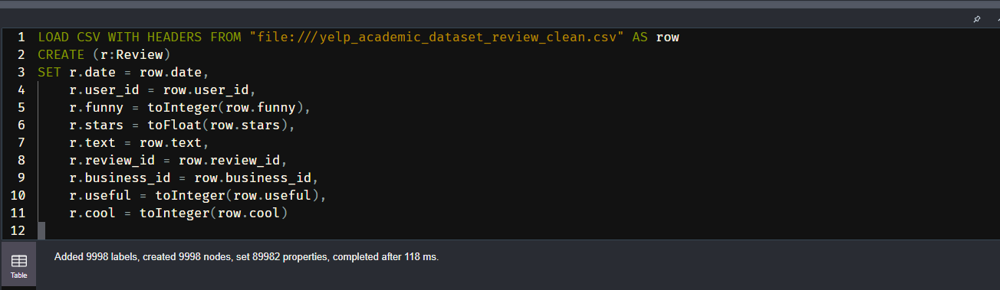 1 LOAD CSV WITH HEADERS FROM "file:///yelp_academic_dataset_review_clean.csv" AS row
2 CREATE (r:Review)
3 SET r.date = row.date,
4     r.user_id = row.user_id,
5     r.funny = toInteger(row.funny),
6     r.stars = toFloat(row.stars),
7     r.text = row.text,
8     r.review_id = row.review_id,
9     r.business_id = row.business_id,
10     r.useful = toInteger(row.useful),
11     r.cool = toInteger(row.cool)
12
Added 9998 labels, created 9998 nodes, set 89982 properties, completed after 118 ms.
Table